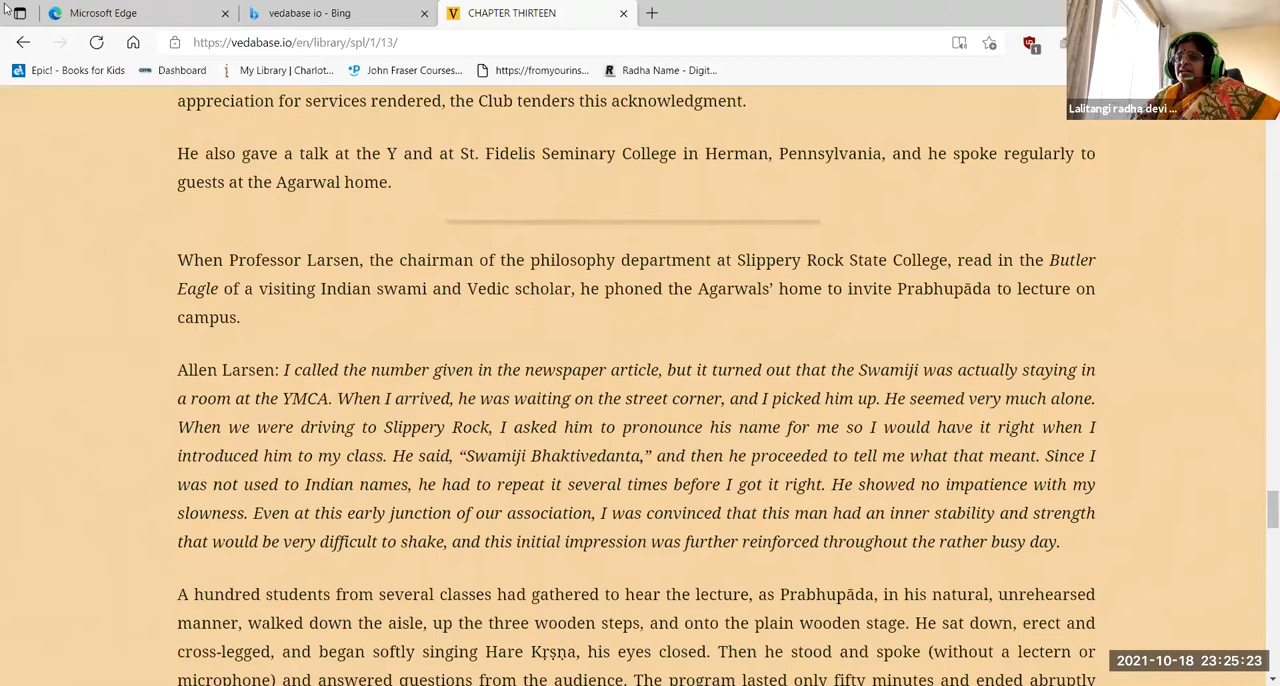 Microsoft Edge
vedabase io - Bing
CHAPTER THIRTEEN
https://vedabase.io/en/library/spl/1/13/
Epic! - Books for Kids
Dashboard
My Library | Charlot...
John Fraser Courses...
https://fromyourins...
Radha Name - Digit...
Lalitangi radha devi ...
appreciation for services rendered, the Club tenders this acknowledgment.
He also gave a talk at the Y and at St. Fidelis Seminary College in Herman, Pennsylvania, and he spoke regularly to
guests at the Agarwal home.
When Professor Larsen, the chairman of the philosophy department at Slippery Rock State College, read in the Butler
Eagle of a visiting Indian swami and Vedic scholar, he phoned the Agarwals’ home to invite Prabhupāda to lecture on
campus.
Allen Larsen: I called the number given in the newspaper article, but it turned out that the Swamiji was actually staying in
a room at the YMCA. When I arrived, he was waiting on the street corner, and I picked him up. He seemed very much alone.
When we were driving to Slippery Rock, I asked him to pronounce his name for me so I would have it right when I
introduced him to my class. He said, “Swamiji Bhaktivedanta,” and then he proceeded to tell me what that meant. Since I
was not used to Indian names, he had to repeat it several times before I got it right. He showed no impatience with my
slowness. Even at this early junction of our association, I was convinced that this man had an inner stability and strength
that would be very difficult to shake, and this initial impression was further reinforced throughout the rather busy day.
A hundred students from several classes had gathered to hear the lecture, as Prabhupāda, in his natural, unrehearsed
manner, walked down the aisle, up the three wooden steps, and onto the plain wooden stage. He sat down, erect and
cross-legged, and began softly singing Hare Kṛṣṇa, his eyes closed. Then he stood and spoke (without a lectern or
microphone) and answered questions from the audience. The program lasted only fifty minutes and ended abruptly
2021-10-18 23:25:23